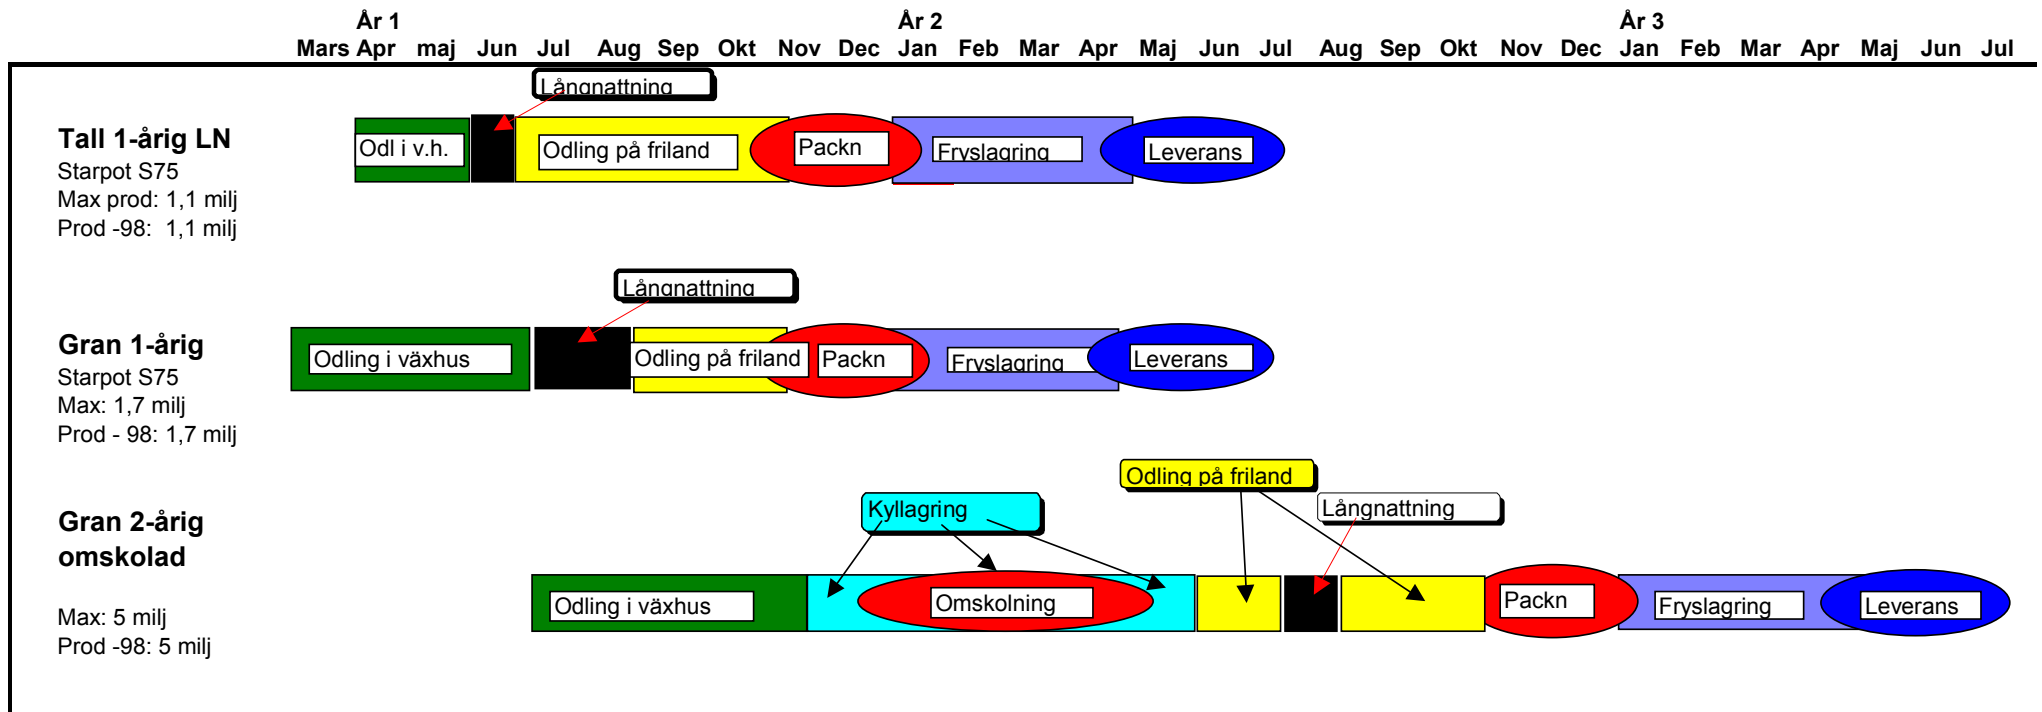 År 1 År 2 År 3
Mars Apr maj Jun Jul Aug Sep Okt Nov Dec Jan Feb Mar Apr Maj Jun Jul Aug Sep Okt Nov Dec Jan Feb Mar Apr Maj Jun Jul
Långnattning
Tall 1-årig LN
Starpot S75
Max prod: 1,1 milj
Prod -98: 1,1 milj
Odl i v.h.
Odling på friland
Packn
Fryslagring
Leverans
Långnattning
Gran 1-årig
Starpot S75
Max: 1,7 milj
Prod - 98: 1,7 milj
Odling i växhus
Odling på friland
Packn
Fryslagring
Leverans
Odling på friland
Kyllagring
Långnattning
Gran 2-årig
omskolad
Max: 5 milj
Prod -98: 5 milj
Odling i växhus
Omskolning
Packn
Fryslagring
Leverans